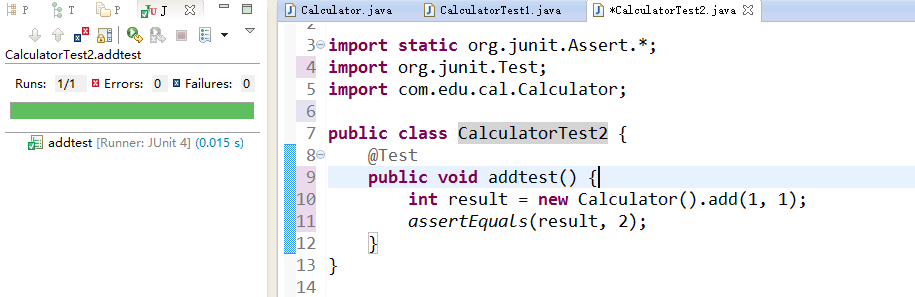 P T P J U J
CalculatorTest2.addtest
Runs: 1/1 Errors: 0 Failures: 0
addtest [Runner: JUnit 4] (0.015 s)
Calculator.java CalculatorTest1.java *CalculatorTest2.java
2
3 import static org.junit.Assert.*;
4 import org.junit.Test;
5 import com.edu.cal.Calculator;
6
7 public class CalculatorTest2 {
8 @Test
9 public void addtest() {
10 int result = new Calculator().add(1, 1);
11 assertEquals(result, 2);
12 }
13 }
14